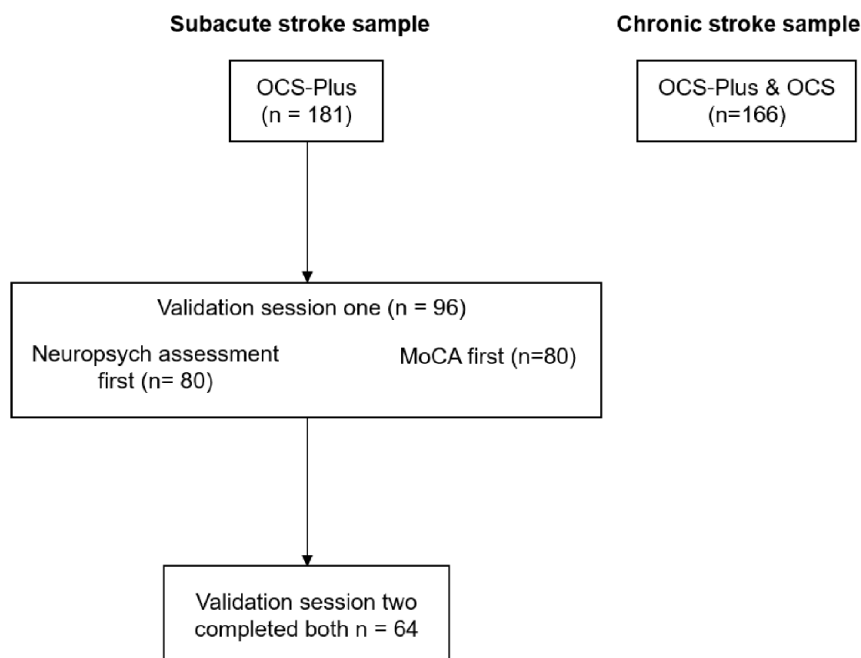 Subacute stroke sample
Chronic stroke sample
OCS-Plus
(n = 181)
OCS-Plus & OCS
(n=166)
Validation session one (n = 96)
Neuropsych assessment
first (n= 80)
MoCA first (n=80)
Validation session two
completed both n = 64